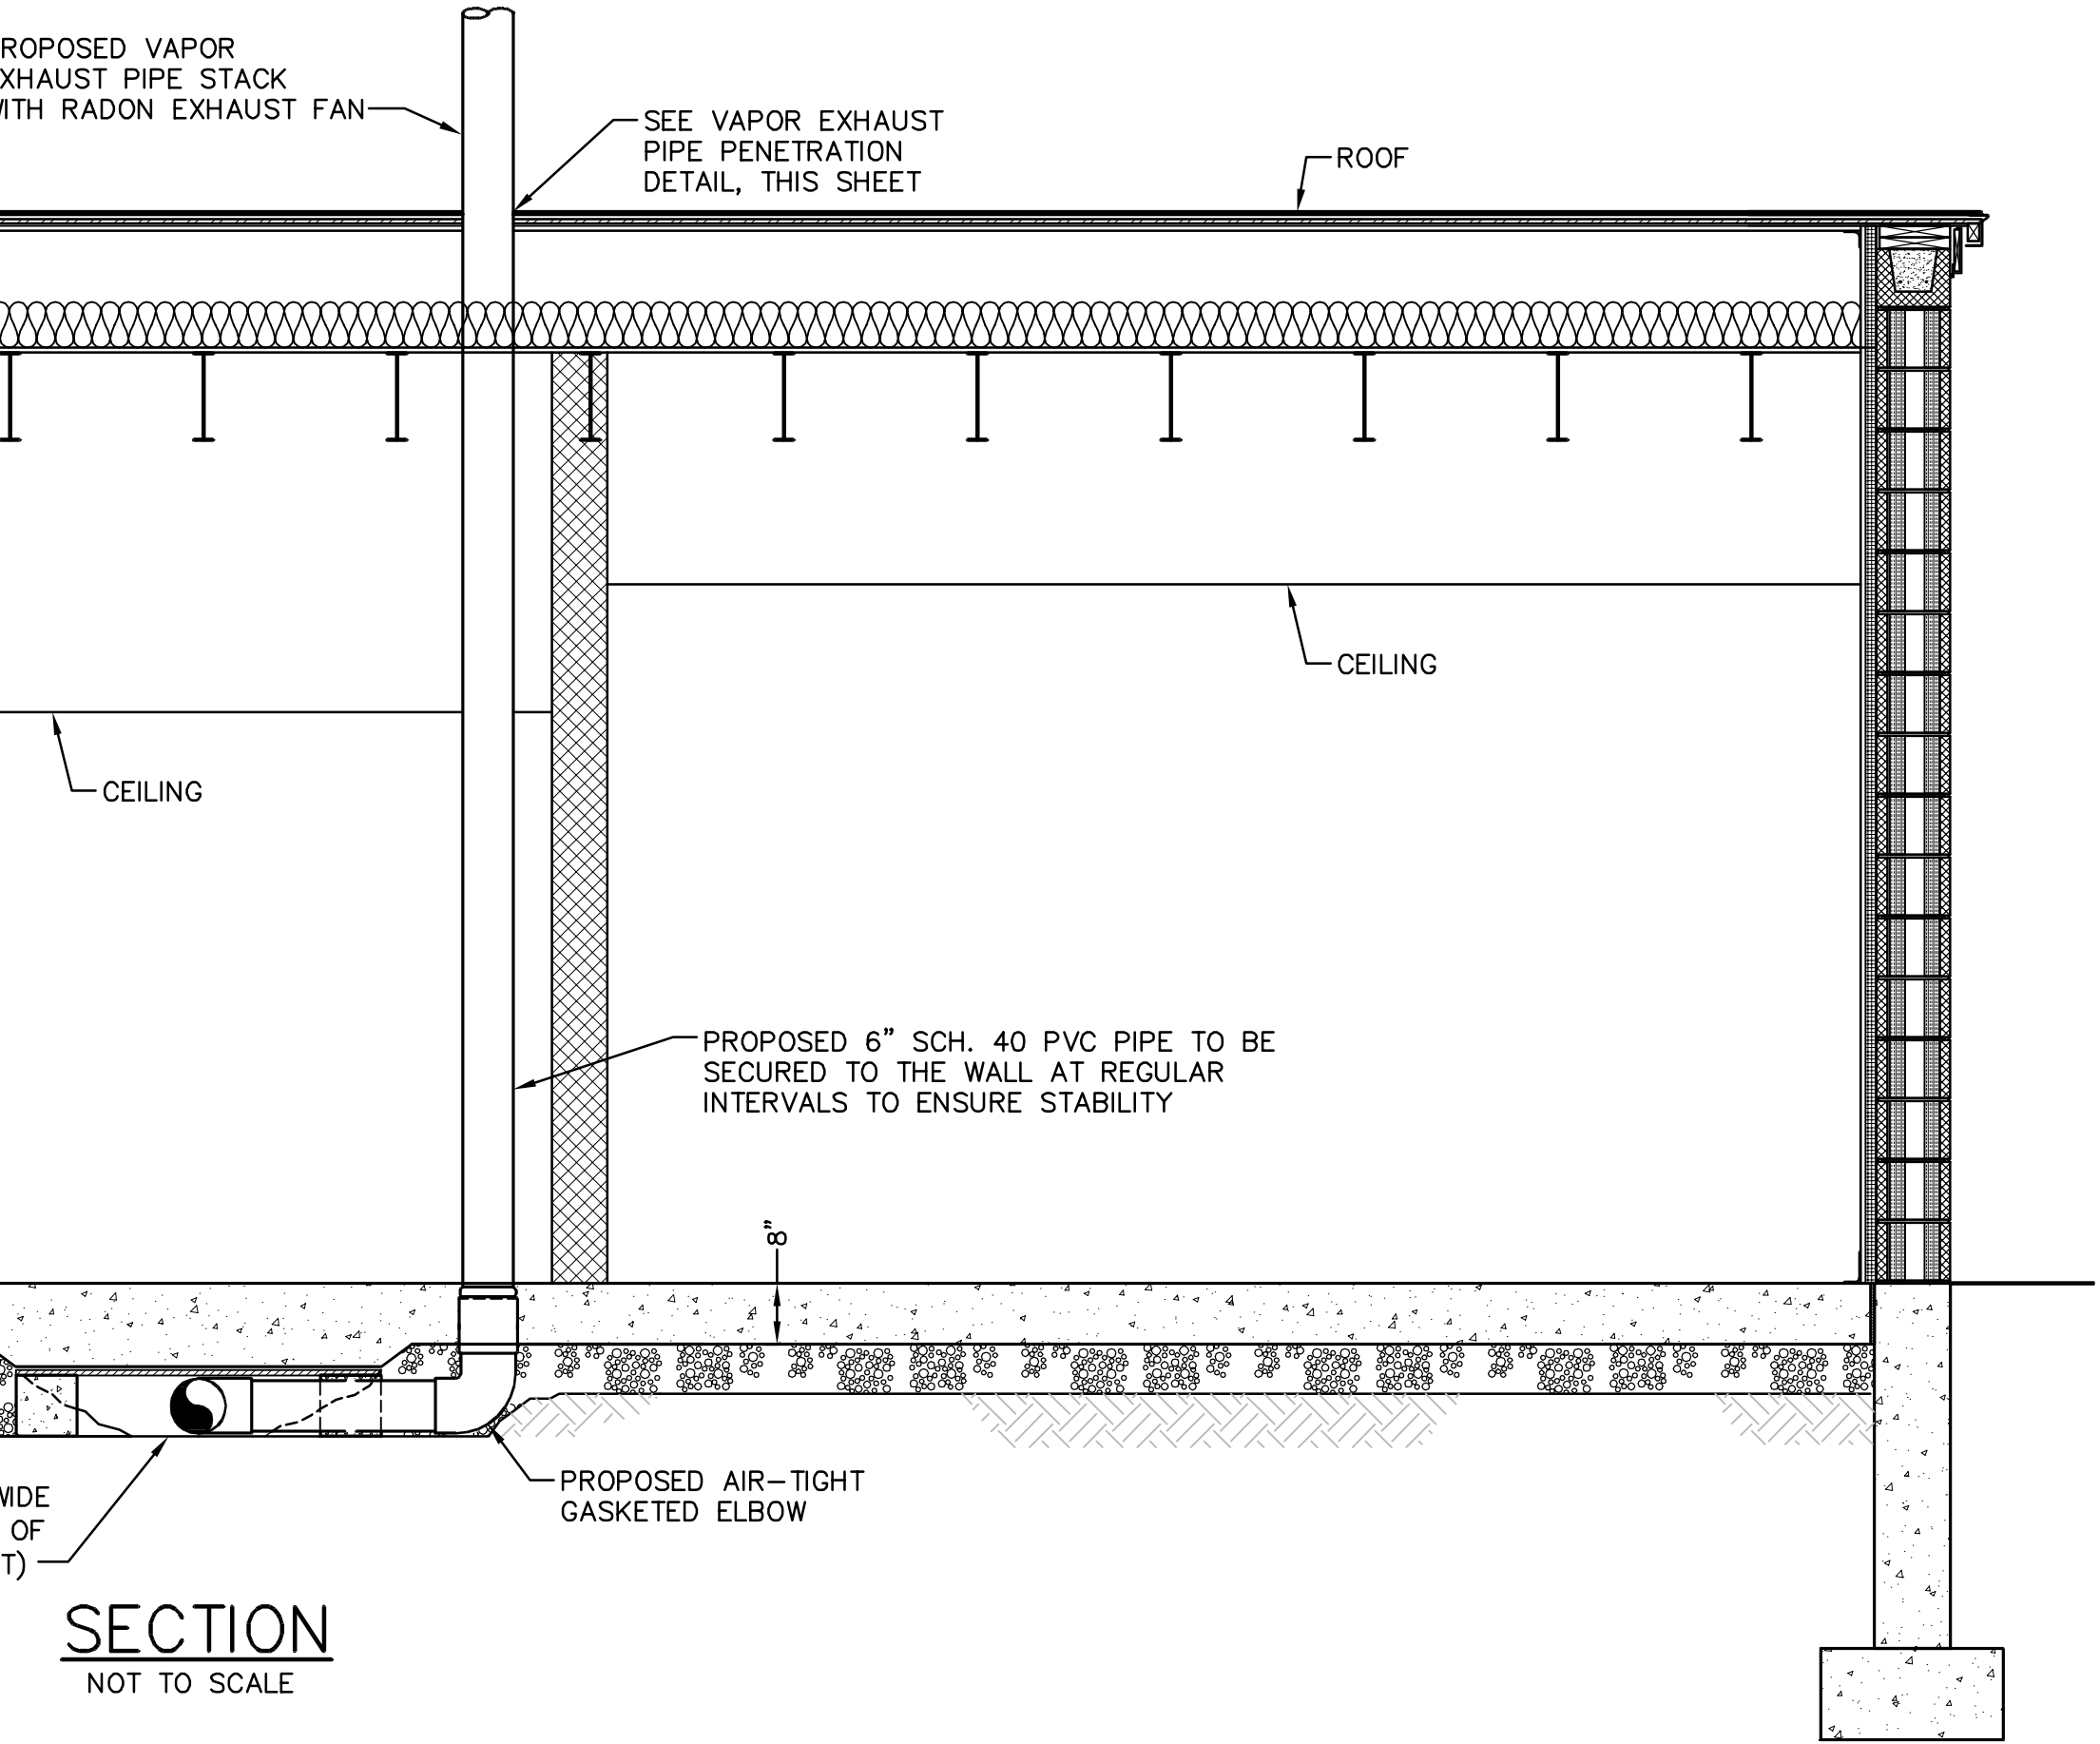 ROPOSED VAPOR
XHAUST PIPE STACK
WITH RADON EXHAUST FAN
SEE VAPOR EXHAUST
PIPE PENETRATION
DETAIL, THIS SHEET
ROOF
CEILING
CEILING
PROPOSED 6" SCH. 40 PVC PIPE TO BE
SECURED TO THE WALL AT REGULAR
INTERVALS TO ENSURE STABILITY
8"
PROPOSED AIR-TIGHT
GASKETED ELBOW
WIDE
OF
T)
SECTION
NOT TO SCALE